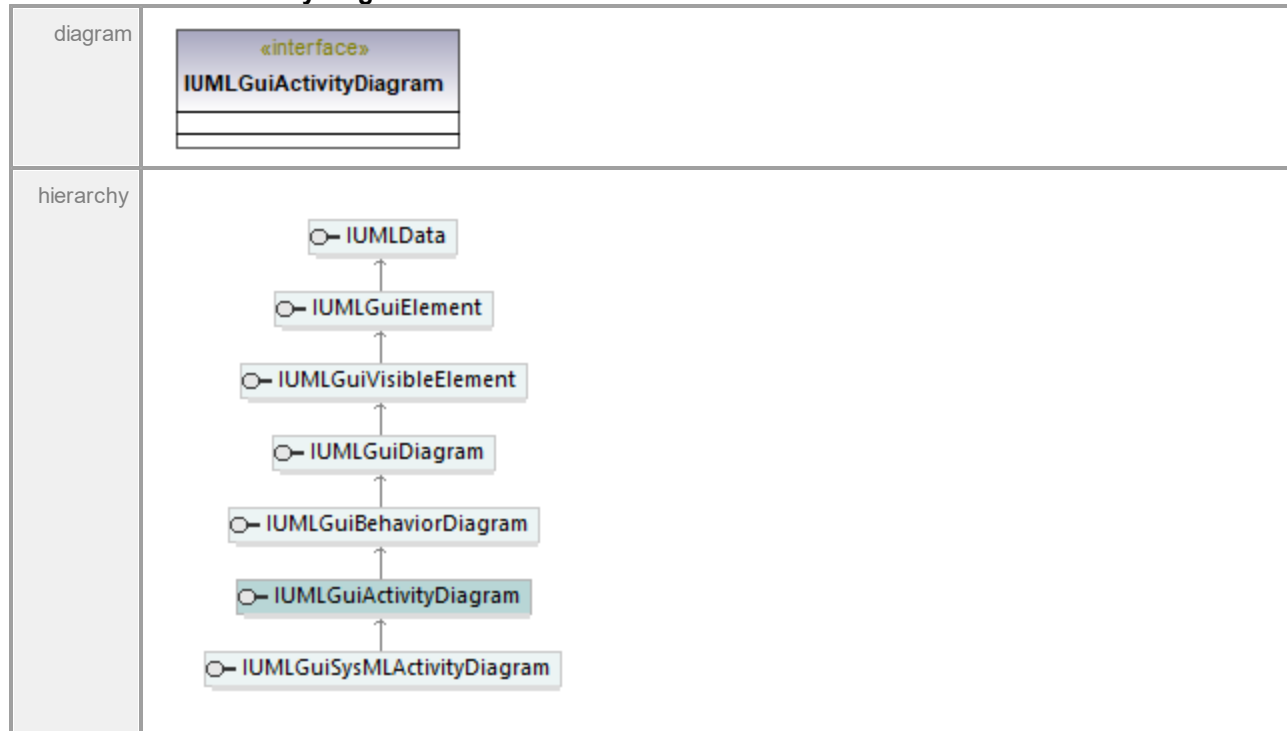 diagram
«interface»
IUMLGuiActivityDiagram
hierarchy
IUMLData
IUMLGuiElement
IUMLGuiVisibleElement
IUMLGuiDiagram
IUMLGuiBehaviorDiagram
IUMLGuiActivityDiagram
IUMLGuiSysMLActivityDiagram